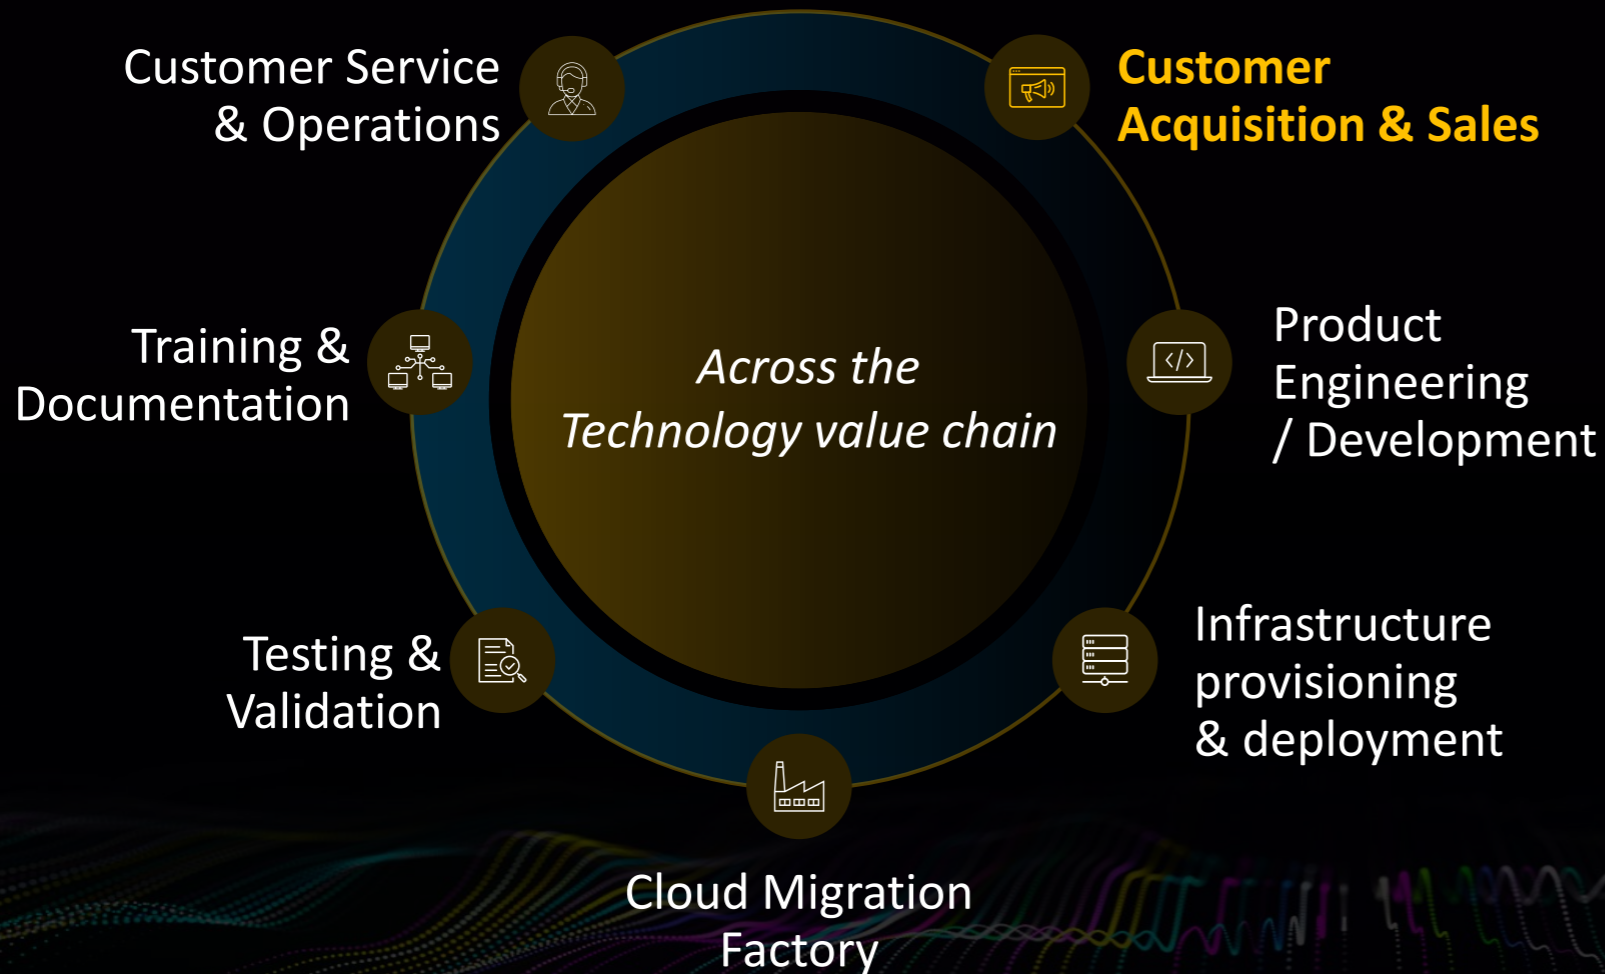 Customer Service
& Operations
Customer
Acquisition & Sales
Training &
Documentation
Across the
Technology value chain
Product
Engineering
/ Development
Testing &
Validation
Infrastructure
provisioning
& deployment
Cloud Migration
Factory